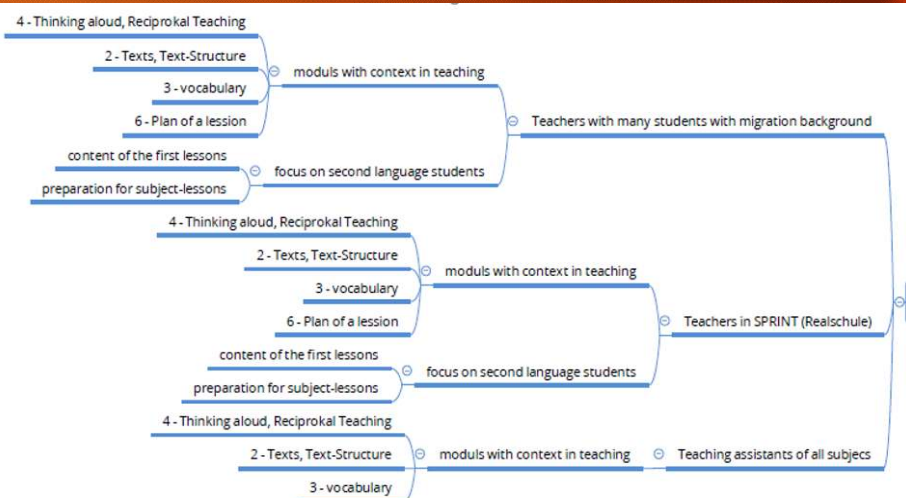 4 - Thinking aloud, Reciprokal Teaching
2 - Texts, Text-Structure
3 - vocabulary
6 - Plan of a lession
moduls with context in teaching
content of the first lessons
preparation for subject-lessons
focus on second language students
Teachers with many students with migration background
4 - Thinking aloud, Reciprokal Teaching
2 - Texts, Text-Structure
3 - vocabulary
6 - Plan of a lession
moduls with context in teaching
content of the first lessons
preparation for subject-lessons
focus on second language students
Teachers in SPRINT (Realschule)
4 - Thinking aloud, Reciprokal Teaching
2 - Texts, Text-Structure
3 - vocabulary
moduls with context in teaching
Teaching assistants of all subjecs